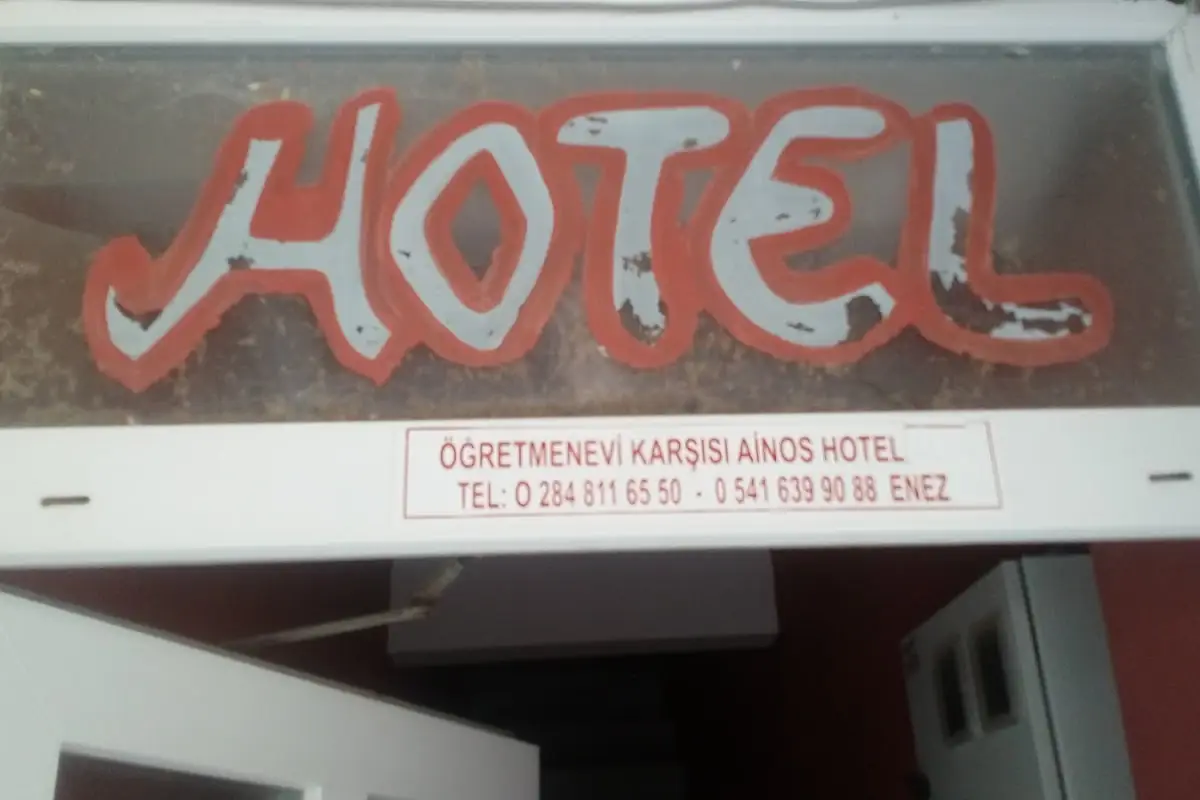 HOTEL
ÖĞRETMENEVİ KARŞISI AİNOS HOTEL
TEL: 0 284 811 65 50 - 0 541 639 90 88 ENEZ